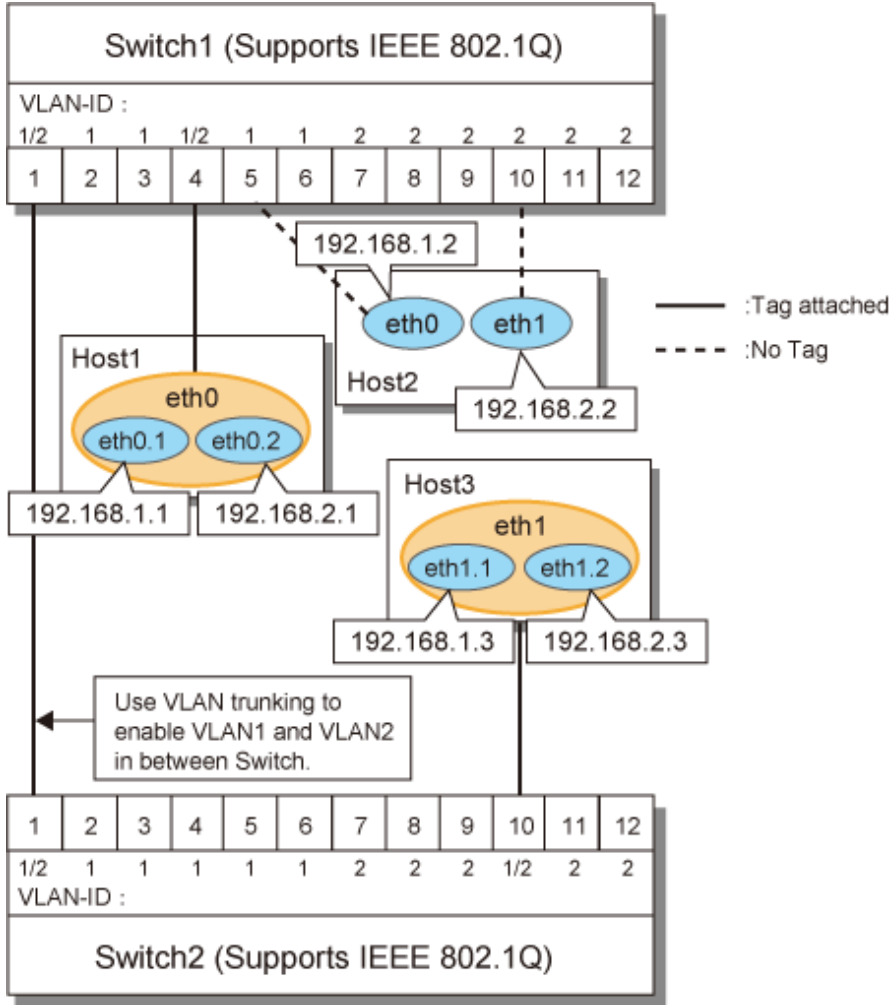 Switch1 (Supports IEEE 802.1Q)
VLAN-ID :
1/2 1 1 1/2 1 1 2 2 2 2 2 2
1 2 3 4 5 6 7 8 9 10 11 12
192.168.1.2
eth0 eth1
Host2
192.168.2.2
:Tag attached
:No Tag
Host1
eth0
eth0.1 eth0.2
192.168.1.1 192.168.2.1
Host3
eth1
eth1.1 eth1.2
192.168.1.3 192.168.2.3
Use VLAN trunking to
enable VLAN1 and VLAN2
in between Switch.
1 2 3 4 5 6 7 8 9 10 11 12
1/2 1 1 1 1 1 2 2 2 1/2 2 2
VLAN-ID :
Switch2 (Supports IEEE 802.1Q)